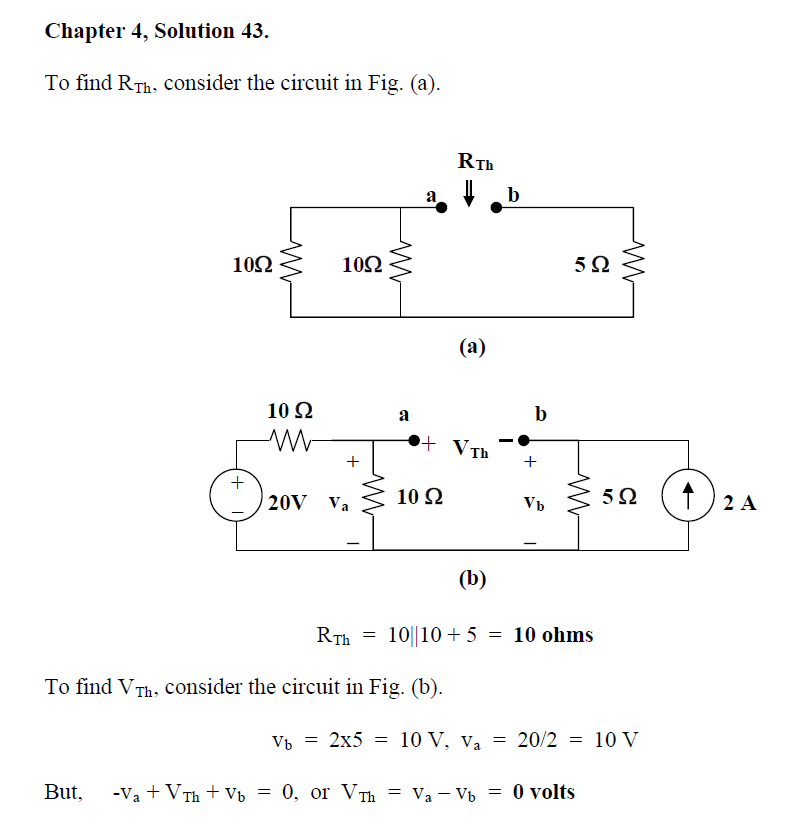 Chapter 4, Solution 43.
To find RTh, consider the circuit in Fig. (a).
RTh
a b
10Ω 10Ω 5 Ω
(a)
10 Ω a b
+ VTh −
+ + +
20V va 10 Ω vb 5 Ω 2 A
− − −
(b)
RTh = 10||10 + 5 = 10 ohms
To find VTh, consider the circuit in Fig. (b).
vb = 2x5 = 10 V, va = 20/2 = 10 V
But, -va + VTh + vb = 0, or VTh = va – vb = 0 volts